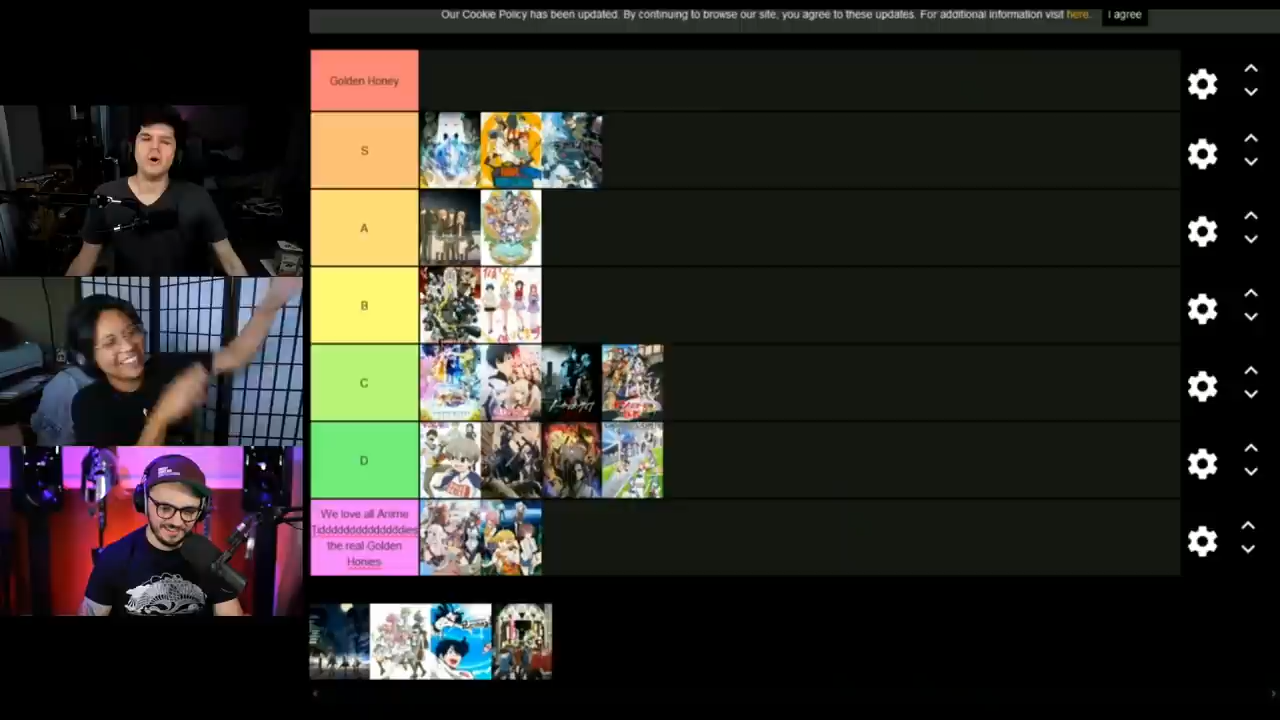 Our Cookie Policy has been updated. By continuing to browse our site, you agree to these updates. For additional information visit here.
I agree
Golden Honey
S
A
B
C
D
We love all Anime
Tiddddddddddddddies
the real Golden
Honies